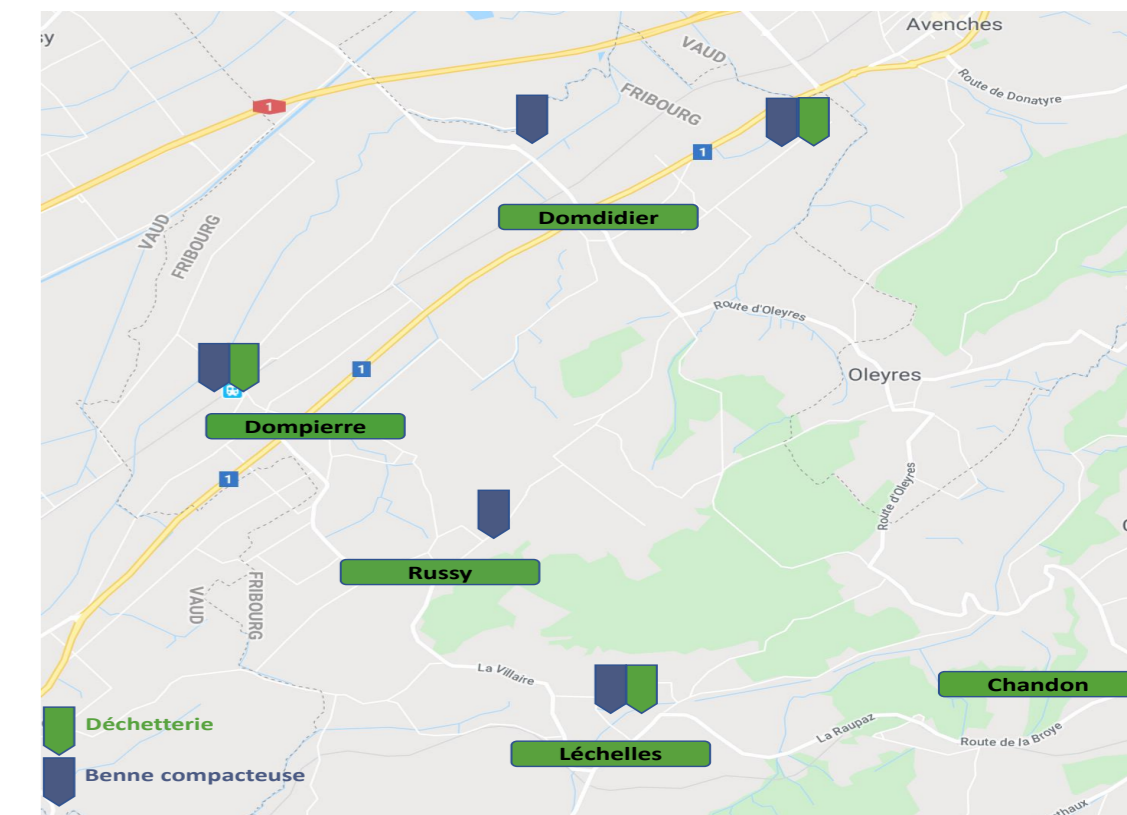 sy
Avenches
VAUD
FRIBOURG
Route de Donatyre
1
1
Domdidier
VAUD
FRIBOURG
Route d'Oleyres
1
Oleyres
Dompierre
1
Route d'Oleyres
Russy
FRIBOURG
VAUD
La Villaire
Chandon
Déchetterie
La Raupaz
Route de la Broye
Léchelles
Benne compacteuse